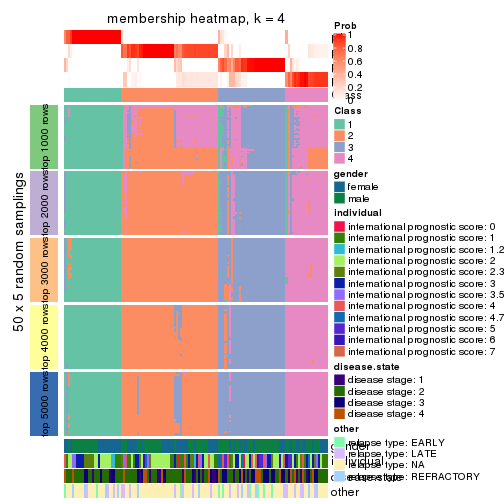 membership heatmap, k = 4
50 x 5 random samplings
top 1000 rows
top 2000 rows
top 3000 rows
top 4000 rows
top 5000 rows
Prob
1
0.8
0.6
0.4
0.2
0
Class
1
2
3
4
gender
female
male
individual
international prognostic score: 0
international prognostic score: 1
international prognostic score: 1.2
international prognostic score: 2
international prognostic score: 2.3
international prognostic score: 3
international prognostic score: 3.5
international prognostic score: 4
international prognostic score: 4.7
international prognostic score: 5
international prognostic score: 6
international prognostic score: 7
disease.state
disease stage: 1
disease stage: 2
disease stage: 3
disease stage: 4
other
relapse type: EARLY
relapse type: LATE
relapse type: NA
relapse type: REFRACTORY
gender
individual
disease.state
other